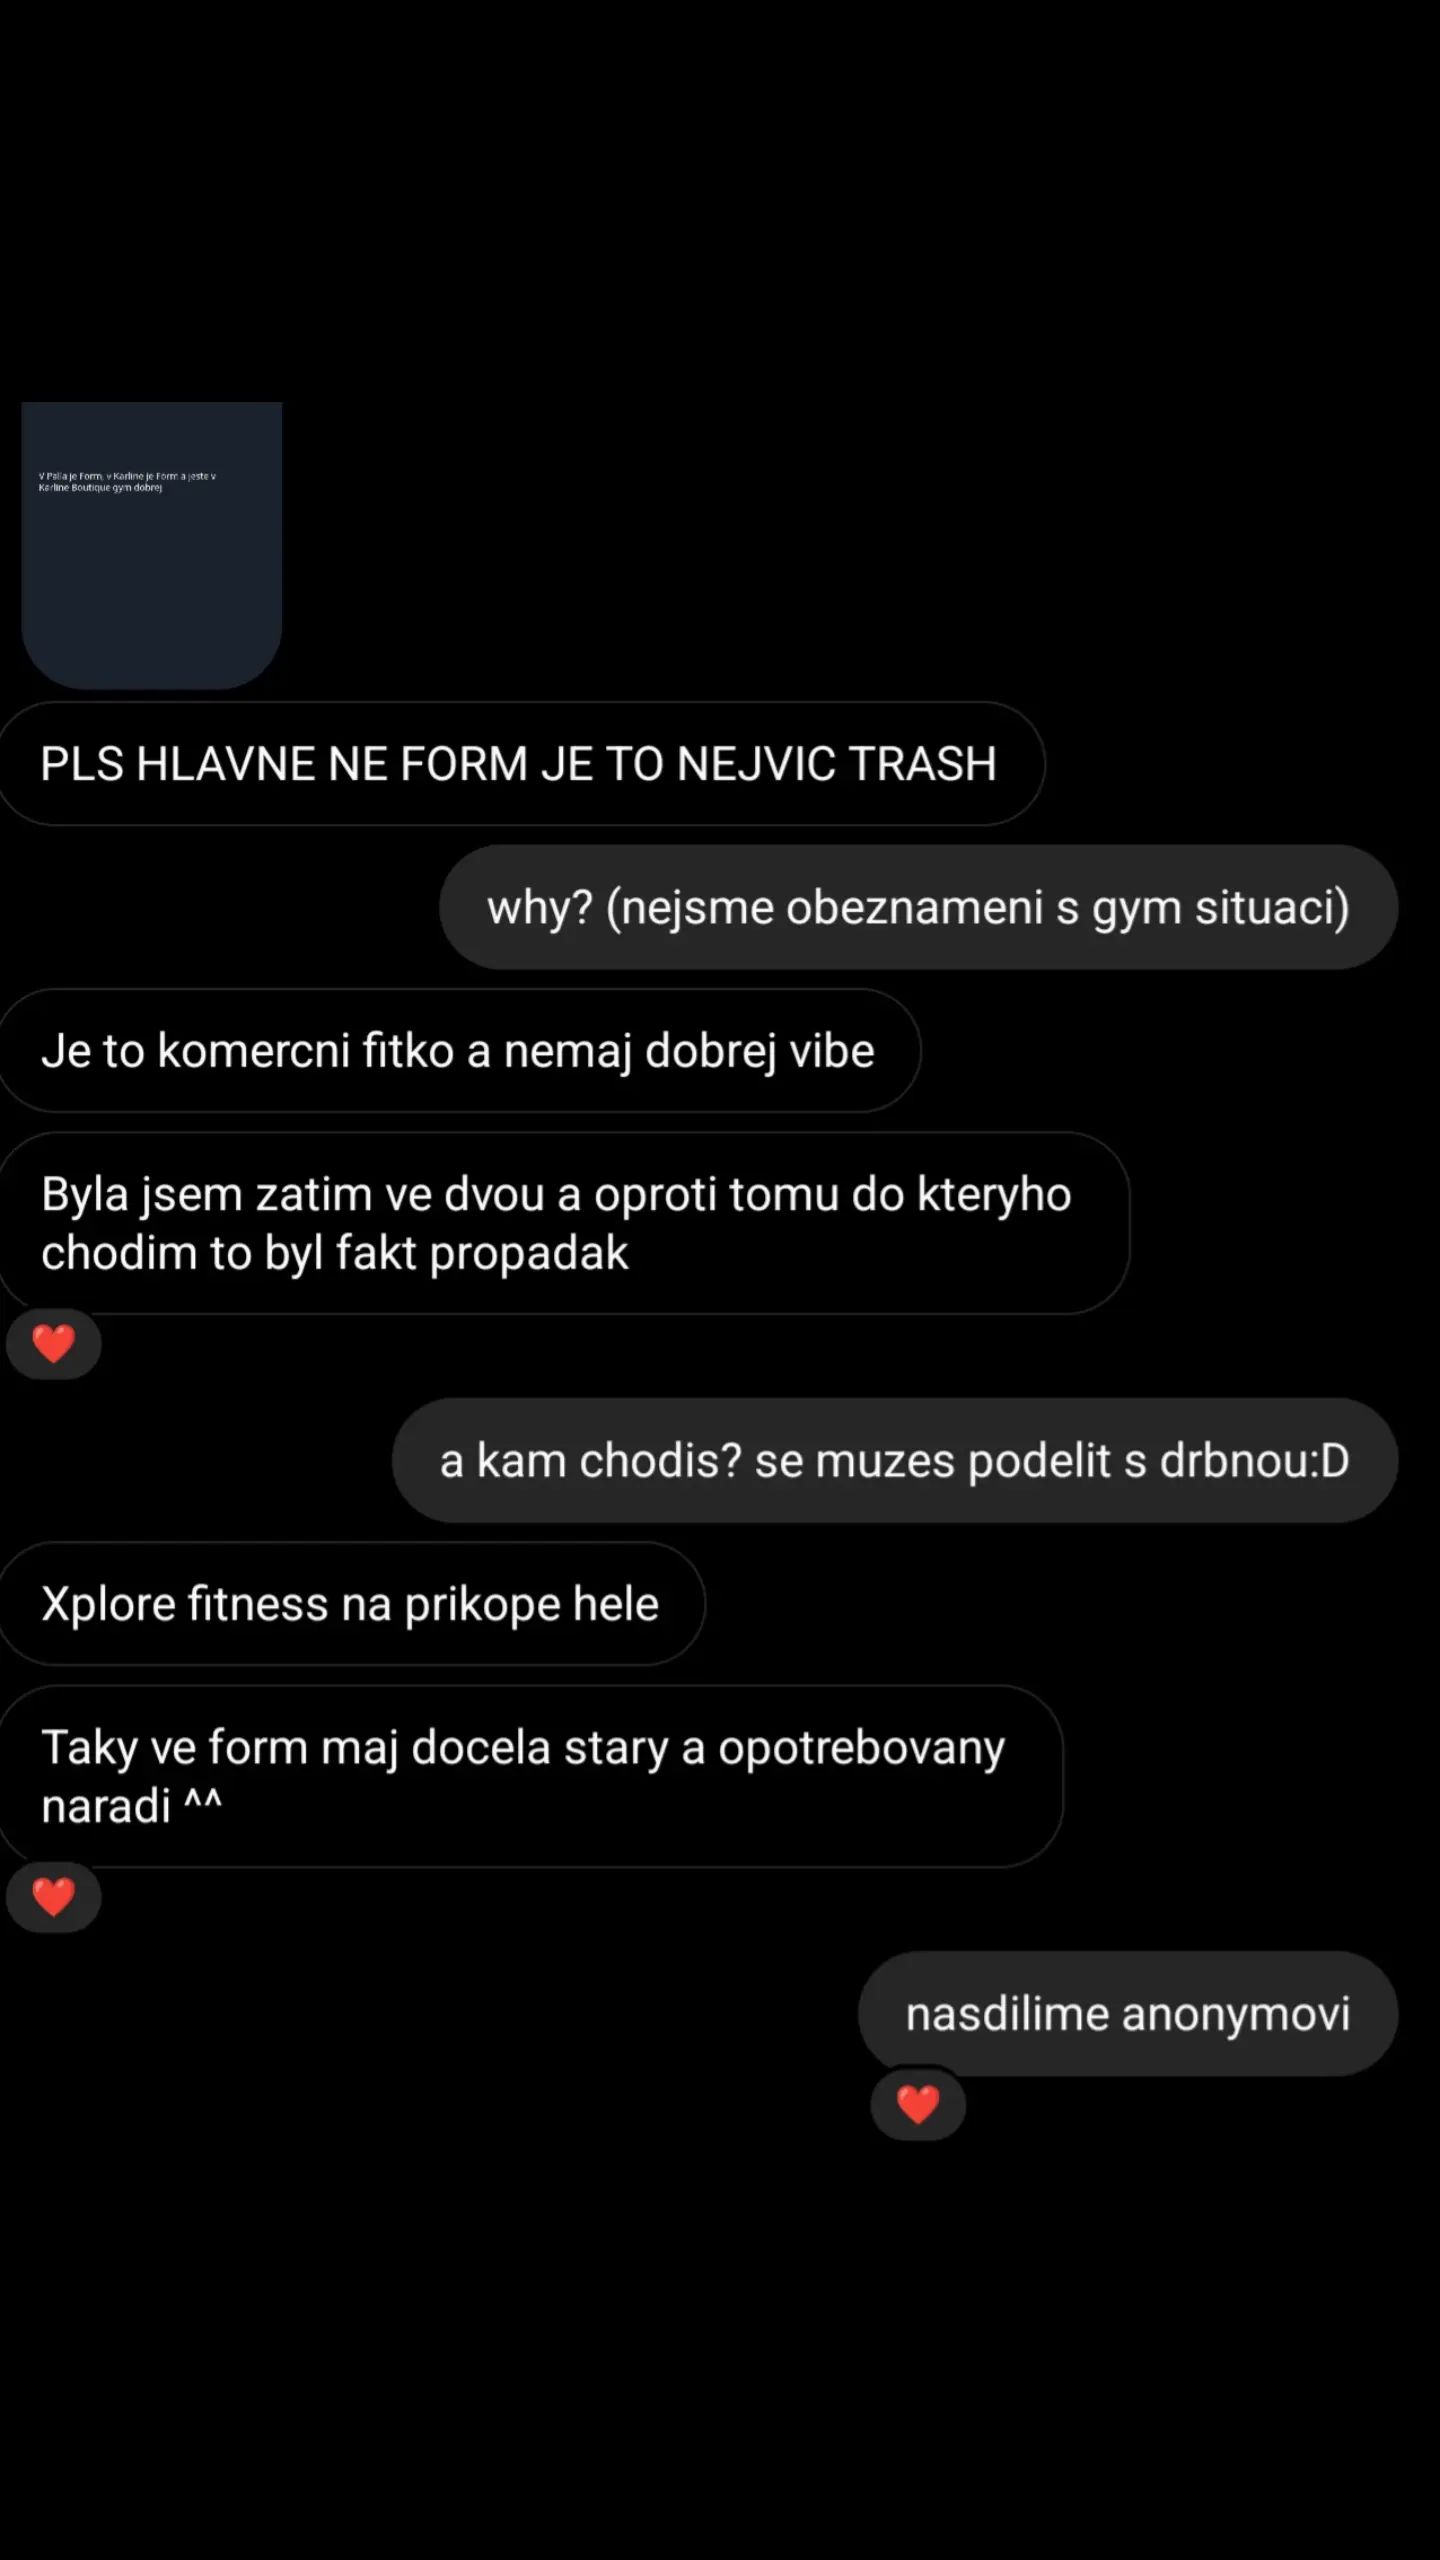 V Palla je Form, v Karline je Form a jeste v
Karline Boutique gym dobrej
PLS HLAVNE NE FORM JE TO NEJVIC TRASH
why? (nejsme obeznameni s gym situaci)
Je to komercni fitko a nemaj dobrej vibe
Byla jsem zatim ve dvou a oproti tomu do kteryho
chodim to byl fakt propadak
❤️
a kam chodis? se muzes podelit s drbnou:D
Xplore fitness na prikope hele
Taky ve form maj docela stary a opotrebovany
naradi ^^
❤️
nasdilime anonymovi
❤️